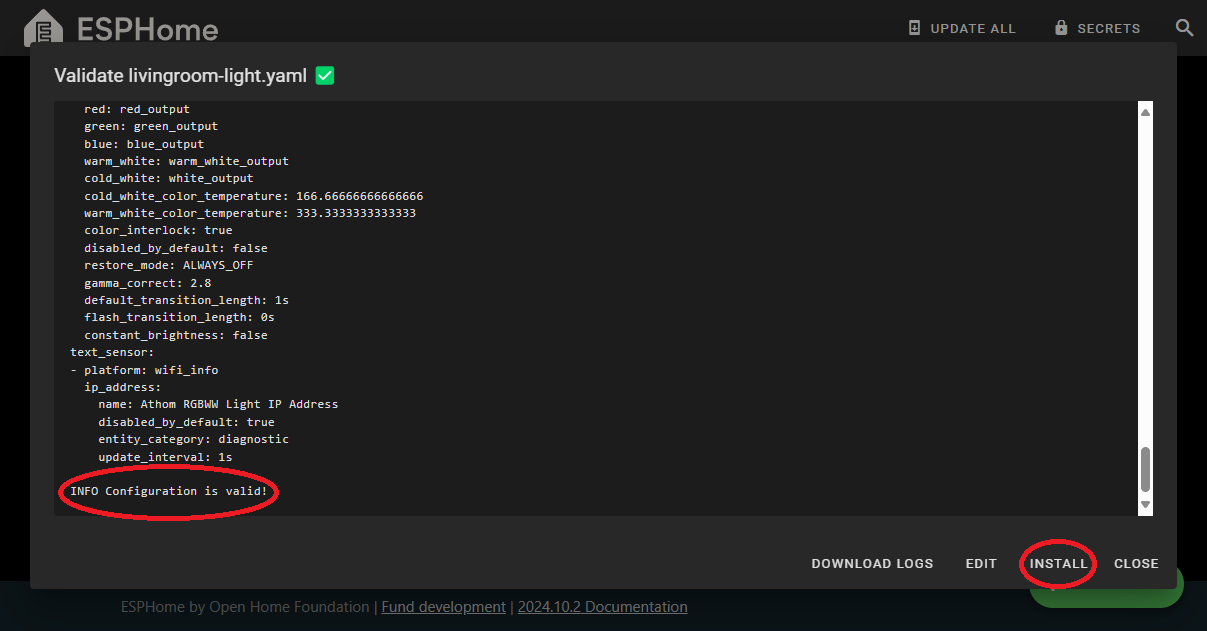 ESPHome
UPDATE ALL
SECRETS
Validate livingroom-light.yaml
red: red_output
green: green_output
blue: blue_output
warm_white: warm_white_output
cold_white: white_output
cold_white_color_temperature: 166.66666666666666
warm_white_color_temperature: 333.3333333333333
color_interlock: true
disabled_by_default: false
restore_mode: ALWAYS_OFF
gamma_correct: 2.8
default_transition_length: 1s
flash_transition_length: 0s
constant_brightness: false
text_sensor:
- platform: wifi_info
ip_address:
name: Athom RGBWW Light IP Address
disabled_by_default: true
entity_category: diagnostic
update_interval: 1s
INFO Configuration is valid!
DOWNLOAD LOGS
EDIT
INSTALL
CLOSE
ESPHome by Open Home Foundation | Fund development | 2024.10.2 Documentation